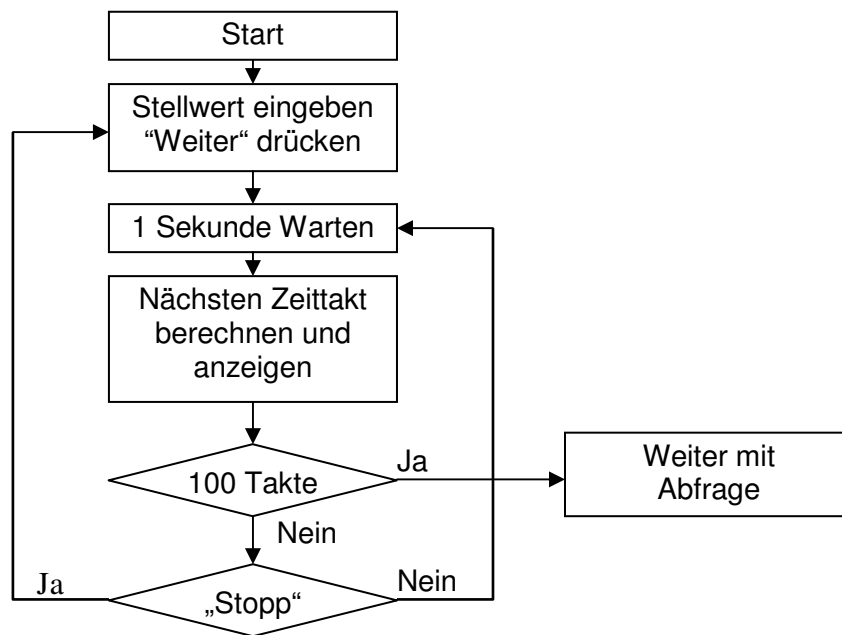 Start
Stellwert eingeben
“Weiter“ drücken
1 Sekunde Warten
Nächsten Zeittakt
berechnen und
anzeigen
100 Takte
Ja
Weiter mit
Abfrage
Nein
Ja
„Stopp“
Nein